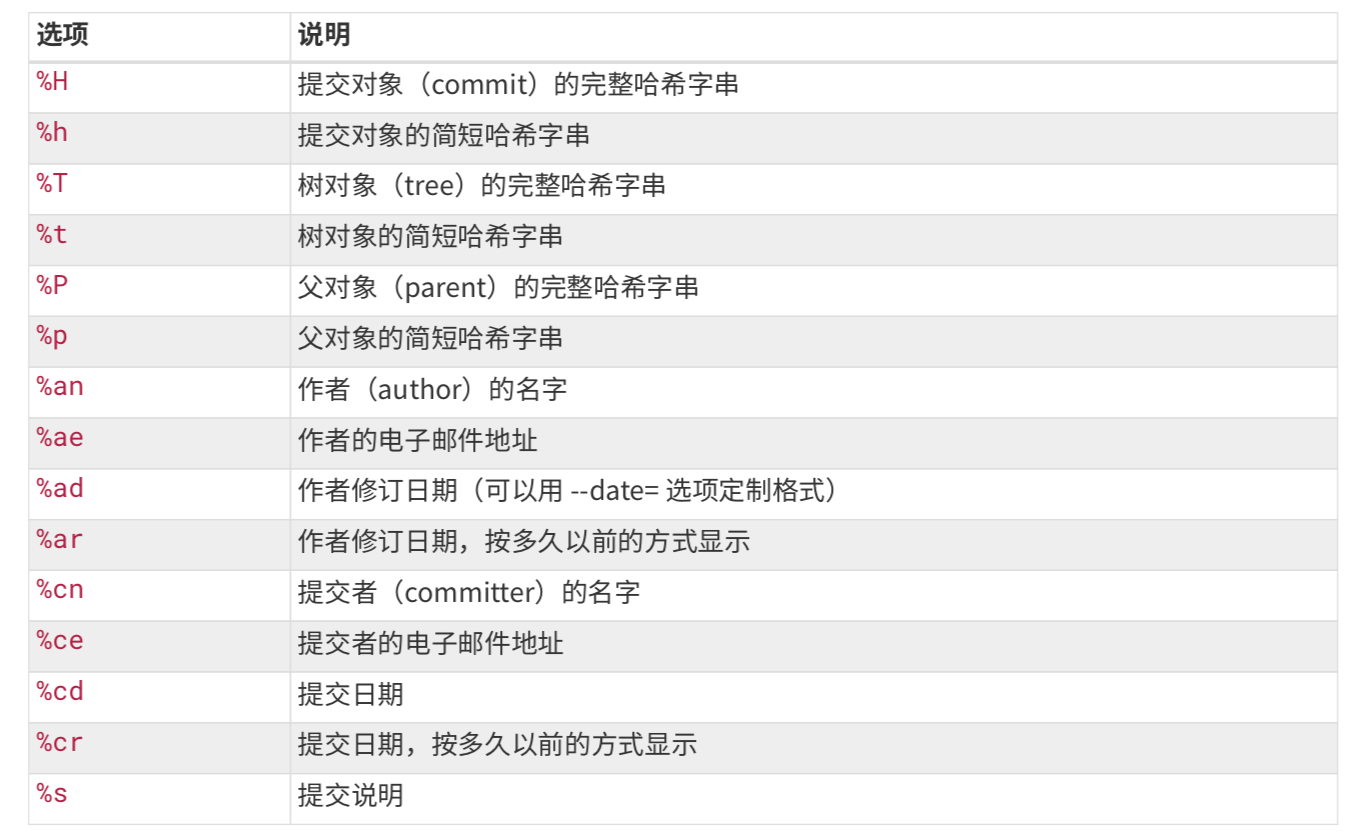 选项 说明
%H 提交对象（commit）的完整哈希字串
%h 提交对象的简短哈希字串
%T 树对象（tree）的完整哈希字串
%t 树对象的简短哈希字串
%P 父对象（parent）的完整哈希字串
%p 父对象的简短哈希字串
%an 作者（author）的名字
%ae 作者的电子邮件地址
%ad 作者修订日期（可以用 --date= 选项定制格式）
%ar 作者修订日期，按多久以前的方式显示
%cn 提交者（committer）的名字
%ce 提交者的电子邮件地址
%cd 提交日期
%cr 提交日期，按多久以前的方式显示
%s 提交说明